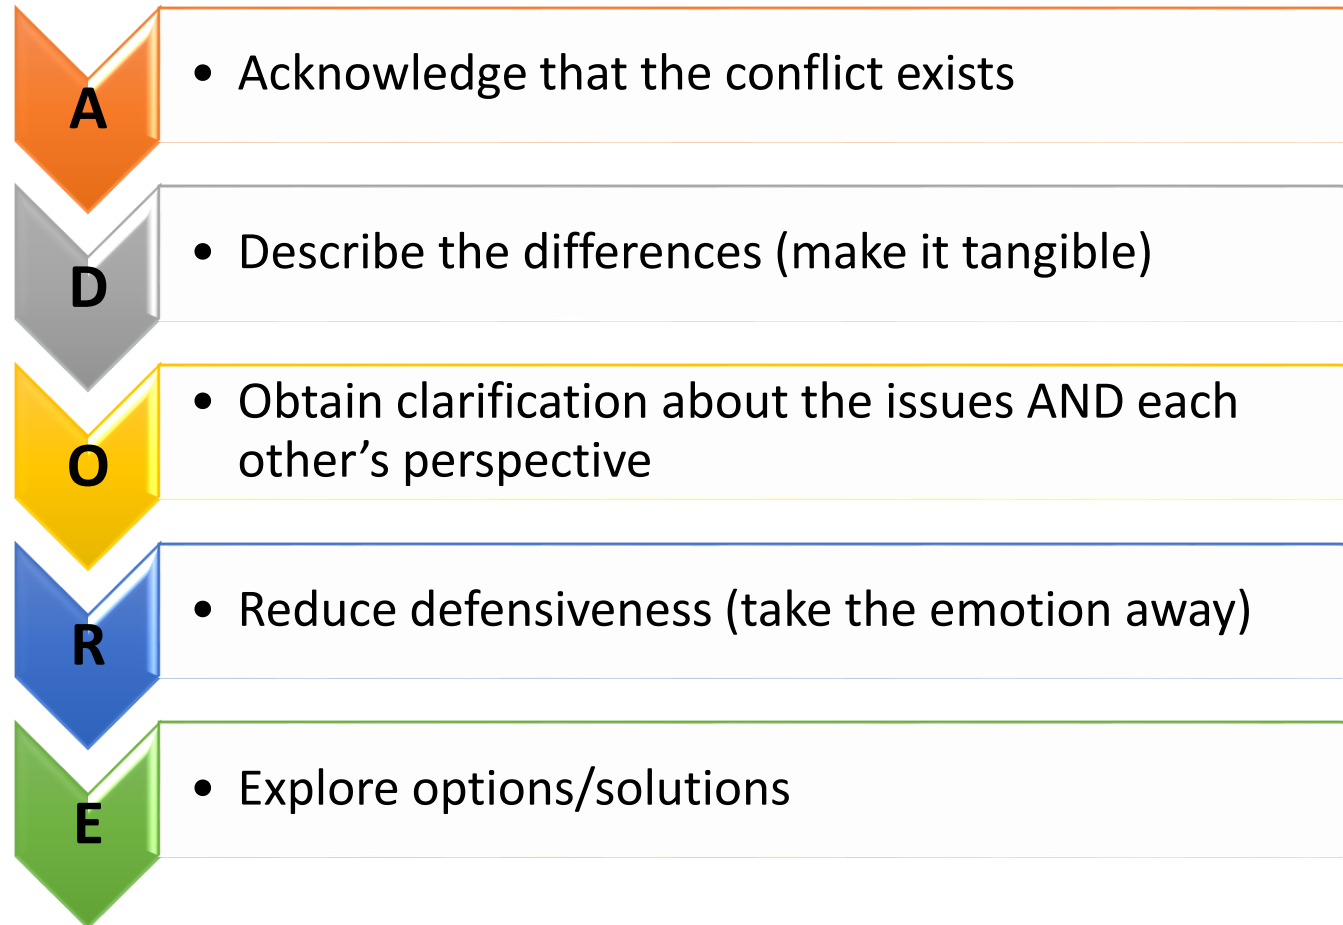 A
• Acknowledge that the conflict exists
D
• Describe the differences (make it tangible)
O
• Obtain clarification about the issues AND each
other’s perspective
R
• Reduce defensiveness (take the emotion away)
E
• Explore options/solutions